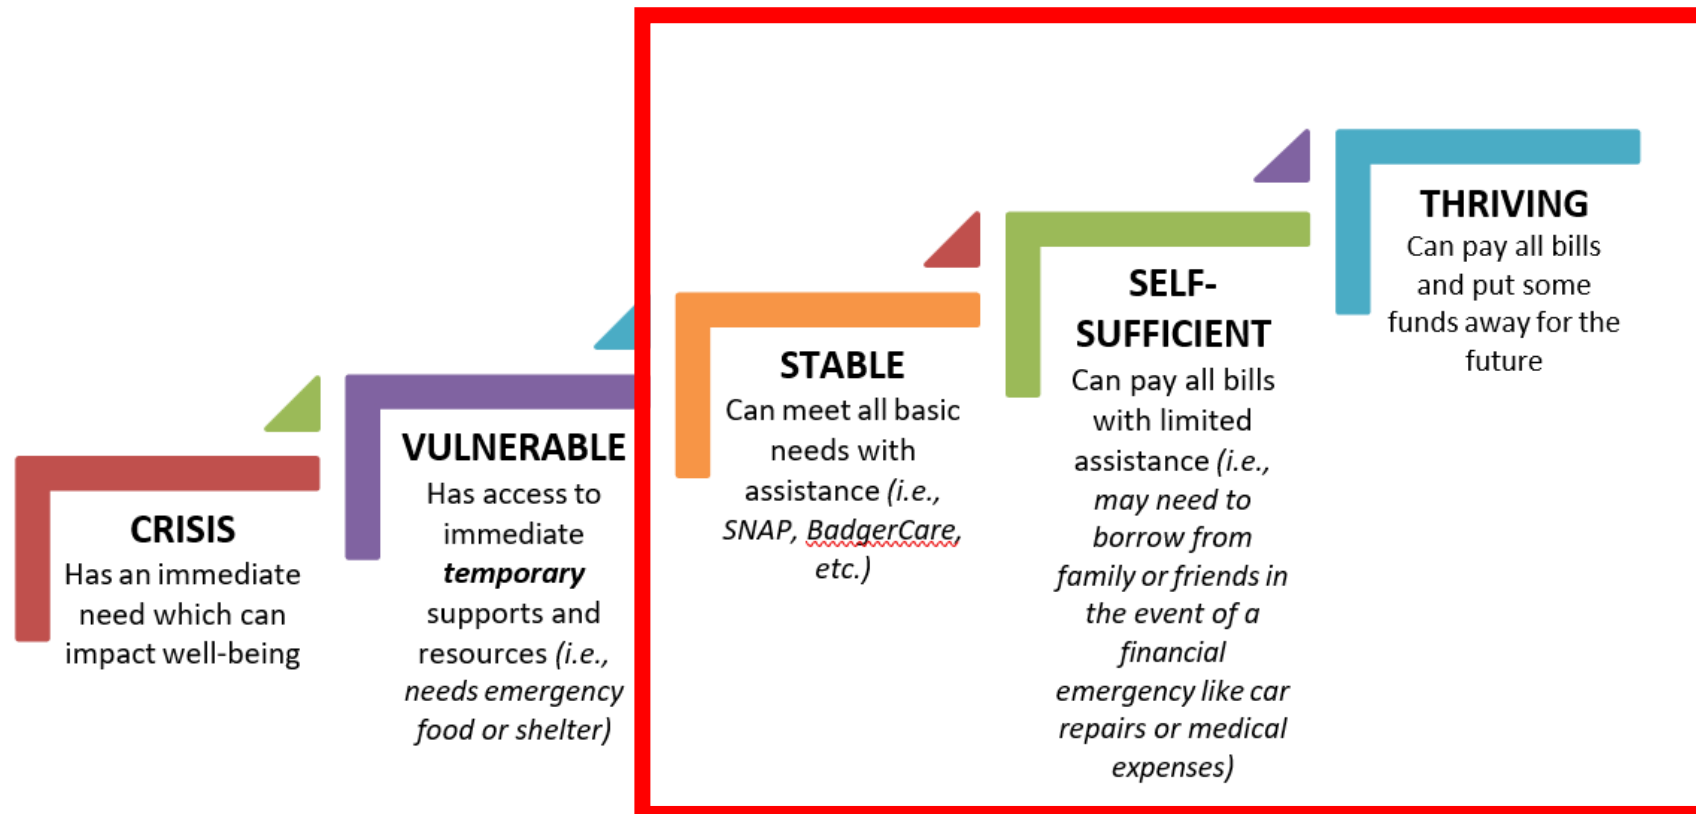 CRISIS
Has an immediate
need which can
impact well-being
VULNERABLE
Has access to
immediate
temporary
supports and
resources (i.e.,
needs emergency
food or shelter)
STABLE
Can meet all basic
needs with
assistance (i.e.,
SNAP, BadgerCare,
etc.)
SELF-
SUFFICIENT
Can pay all bills
with limited
assistance (i.e.,
may need to
borrow from
family or friends in
the event of a
financial
emergency like car
repairs or medical
expenses)
THRIVING
Can pay all bills
and put some
funds away for the
future